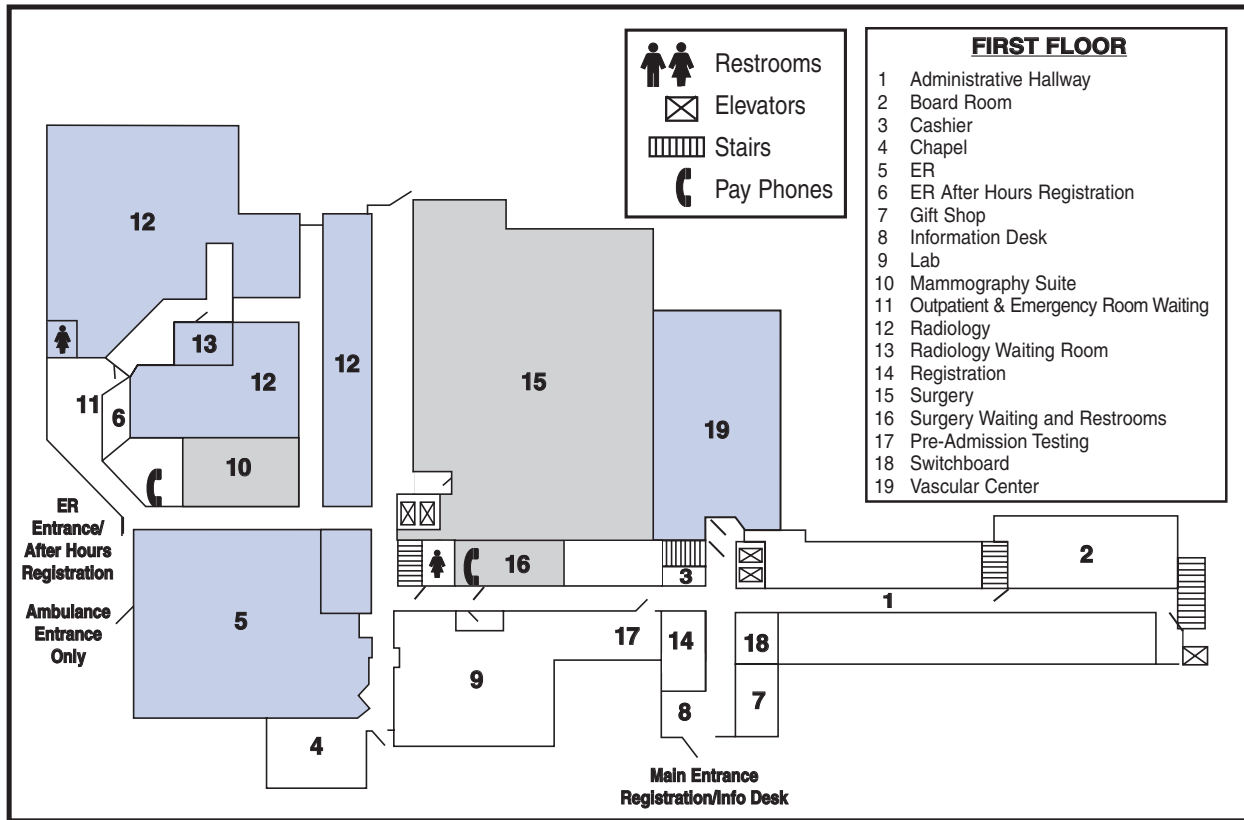 Restrooms
Elevators
Stairs
Pay Phones
FIRST FLOOR
1 Administrative Hallway
2 Board Room
3 Cashier
4 Chapel
5 ER
6 ER After Hours Registration
7 Gift Shop
8 Information Desk
9 Lab
10 Mammography Suite
11 Outpatient & Emergency Room Waiting
12 Radiology
13 Radiology Waiting Room
14 Registration
15 Surgery
16 Surgery Waiting and Restrooms
17 Pre-Admission Testing
18 Switchboard
19 Vascular Center
12
13
12
12
11
6
10
15
19
ER
Entrance/
After Hours
Registration
Ambulance
Entrance
Only
5
4
16
3
9
17
14
8
18
7
1
2
Main Entrance
Registration/Info Desk